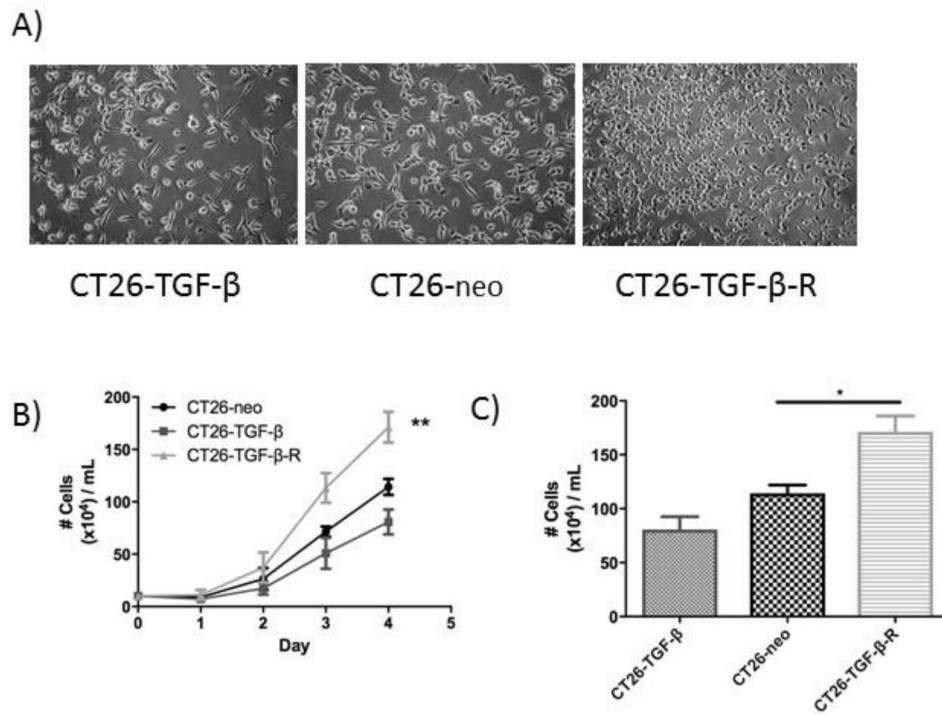 A)
CT26-TGF-β
CT26-neo
CT26-TGF-β-R
B)
200
150
100
50
0
# Cells
(x10⁴) / mL
CT26-neo
CT26-TGF-β
CT26-TGF-β-R
**
0 1 2 3 4 5
Day
C)
200
150
100
50
0
# Cells
(x10⁴) / mL
*
CT26-TGF-β
CT26-neo
CT26-TGF-β-R